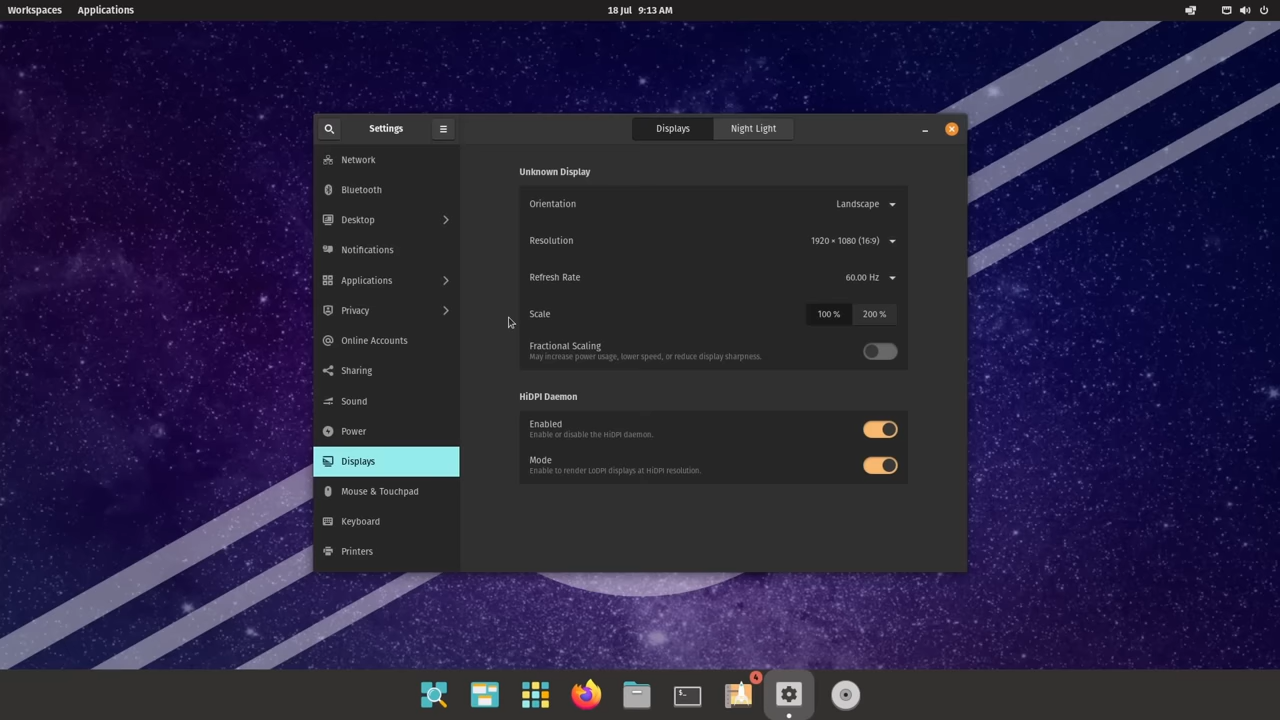 Workspaces Applications 18 Jul 9:13 AM
Settings Displays Night Light
Network
Bluetooth
Desktop
Notifications
Applications
Privacy
Online Accounts
Sharing
Sound
Power
Displays
Mouse & Touchpad
Keyboard
Printers
Unknown Display
Orientation Landscape
Resolution 1920 × 1080 (16:9)
Refresh Rate 60.00 Hz
Scale 100 % 200 %
Fractional Scaling
May increase power usage, lower speed, or reduce display sharpness.
HiDPI Daemon
Enabled
Enable or disable the HiDPI daemon.
Mode
Enable to render LoDPI displays at HiDPI resolution.
$_
4